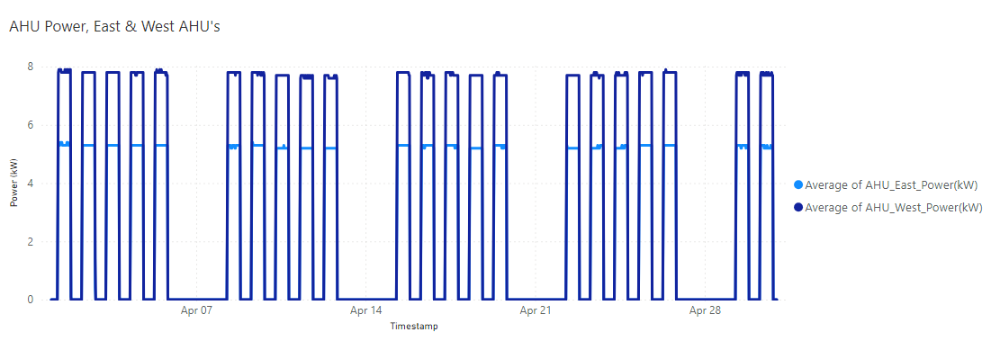 AHU Power, East & West AHU's
8
6
4
2
0
Power (kW)
Apr 07
Apr 14
Apr 21
Apr 28
Timestamp
Average of AHU_East_Power(kW)
Average of AHU_West_Power(kW)